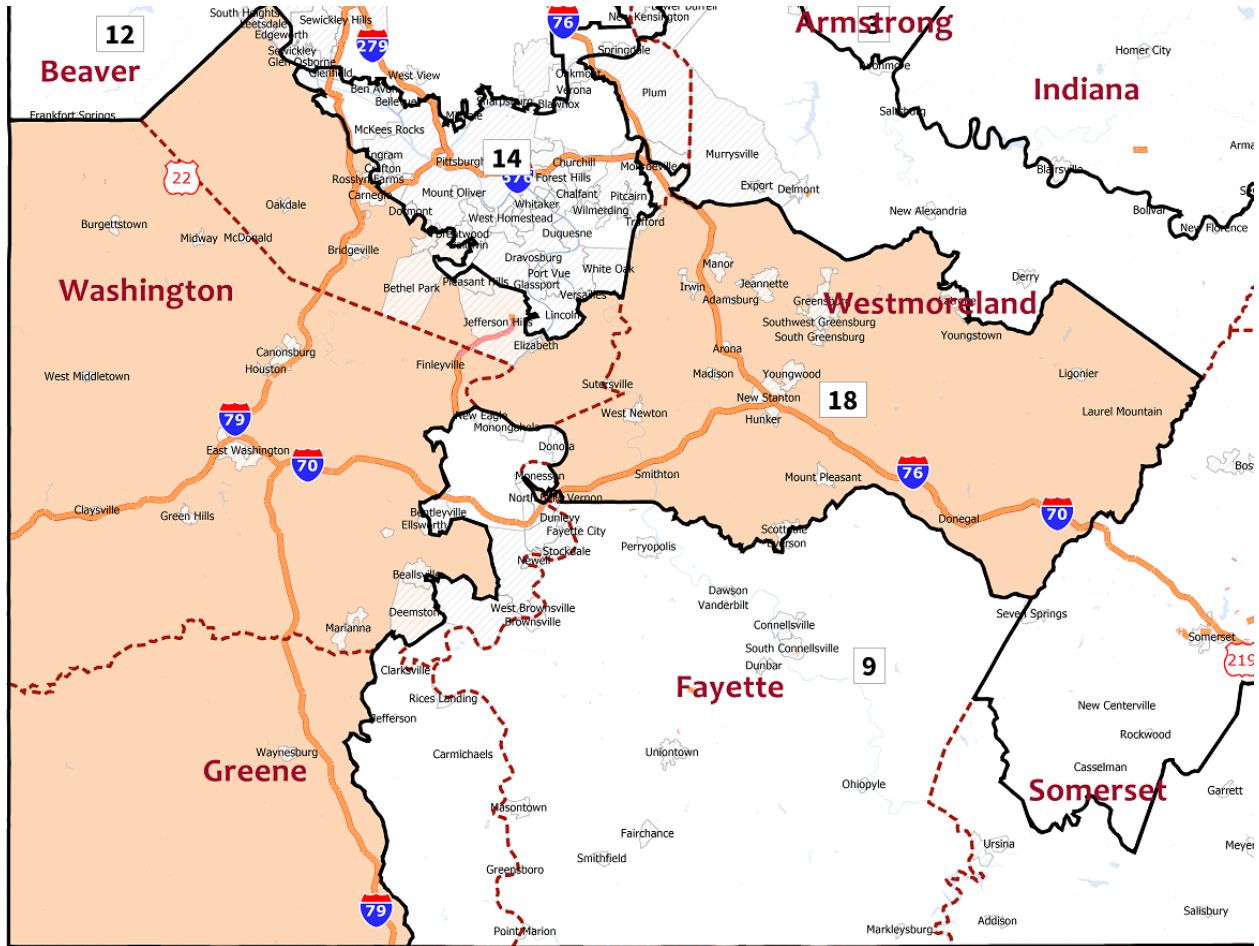 South Heights
Leetsdale
Sewickley Hills
Edgeworth
Sewickley
Glen Osborne
Glenfield
12
Beaver
Frankfort Springs
279
West View
Ben Avon
Bellevue
76
New Kensington
Springdale
Oakmont
Verona
Sharpsburg
Blawnox
Millvale
Plum
Armstrong
3
Avonmore
Homer City
Indiana
Saltsburg
Blairsville
Bolivar
New Florence
McKees Rocks
Ingram
Crafton
Rosslyn Farms
Carnegie
Pittsburgh
14
376
Churchill
Forest Hills
Monroeville
Murrysville
Export
Delmont
Mount Oliver
Chalfant
Pitcairn
Whitaker
Wilmerding
West Homestead
Trafford
Dormont
Brentwood
Baldwin
Duquesne
New Alexandria
22
Oakdale
Burgettstown
Midway
McDonald
Bridgeville
Dravosburg
Port Vue
Glassport
White Oak
Versailles
Pleasant Hills
Bethel Park
Washington
Manor
Irwin
Jeannette
Adamsburg
Greensburg
Westmoreland
Latrobe
Derry
Southwest Greensburg
South Greensburg
Youngstown
Jefferson Hills
Lincoln
Elizabeth
Finleyville
Canonsburg
Houston
West Middletown
Arona
Madison
Youngwood
Ligonier
Sutersville
West Newton
New Stanton
Hunker
18
Laurel Mountain
79
East Washington
70
New Eagle
Monongahela
Donora
Monessen
North Belle Vernon
Smithton
Mount Pleasant
76
Claysville
Green Hills
Bentleyville
Ellsworth
Dunlevy
Fayette City
Stockdale
Newell
Perryopolis
Scottdale
Everson
Donegal
70
Beallsville
Deemston
Marianna
West Brownsville
Brownsville
Dawson
Vanderbilt
Connellsville
South Connellsville
Dunbar
9
Seven Springs
Somerset
219
Clarksville
Rices Landing
Jefferson
Fayette
New Centerville
Rockwood
Waynesburg
Greene
Carmichaels
Uniontown
Casselman
Somerset
Garrett
Ohiopyle
Masontown
Fairchance
Smithfield
Ursina
Greensboro
79
Point Marion
Markleysburg
Addison
Salisbury